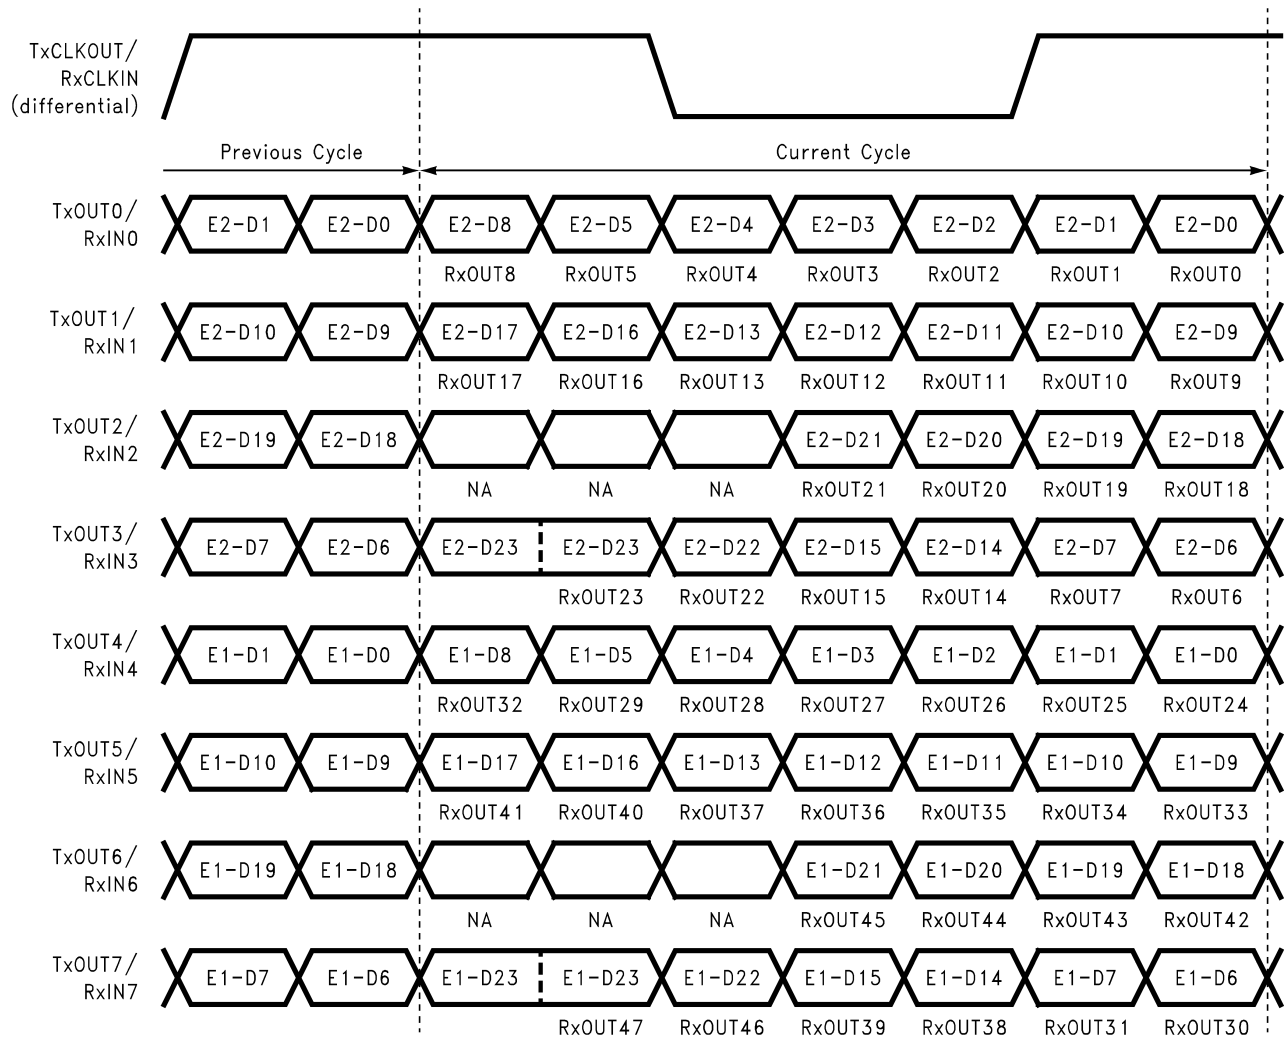 TxCLKOUT/
RxCLKIN
(differential)
Previous Cycle Current Cycle
TxOUT0/
RxIN0
E2-D1 E2-D0 E2-D8 E2-D5 E2-D4 E2-D3 E2-D2 E2-D1 E2-D0
RxOUT8 RxOUT5 RxOUT4 RxOUT3 RxOUT2 RxOUT1 RxOUT0
TxOUT1/
RxIN1
E2-D10 E2-D9 E2-D17 E2-D16 E2-D13 E2-D12 E2-D11 E2-D10 E2-D9
RxOUT17 RxOUT16 RxOUT13 RxOUT12 RxOUT11 RxOUT10 RxOUT9
TxOUT2/
RxIN2
E2-D19 E2-D18 E2-D21 E2-D20 E2-D19 E2-D18
NA NA NA RxOUT21 RxOUT20 RxOUT19 RxOUT18
TxOUT3/
RxIN3
E2-D7 E2-D6 E2-D23 E2-D23 E2-D22 E2-D15 E2-D14 E2-D7 E2-D6
RxOUT23 RxOUT22 RxOUT15 RxOUT14 RxOUT7 RxOUT6
TxOUT4/
RxIN4
E1-D1 E1-D0 E1-D8 E1-D5 E1-D4 E1-D3 E1-D2 E1-D1 E1-D0
RxOUT32 RxOUT29 RxOUT28 RxOUT27 RxOUT26 RxOUT25 RxOUT24
TxOUT5/
RxIN5
E1-D10 E1-D9 E1-D17 E1-D16 E1-D13 E1-D12 E1-D11 E1-D10 E1-D9
RxOUT41 RxOUT40 RxOUT37 RxOUT36 RxOUT35 RxOUT34 RxOUT33
TxOUT6/
RxIN6
E1-D19 E1-D18 E1-D21 E1-D20 E1-D19 E1-D18
NA NA NA RxOUT45 RxOUT44 RxOUT43 RxOUT42
TxOUT7/
RxIN7
E1-D7 E1-D6 E1-D23 E1-D23 E1-D22 E1-D15 E1-D14 E1-D7 E1-D6
RxOUT47 RxOUT46 RxOUT39 RxOUT38 RxOUT31 RxOUT30